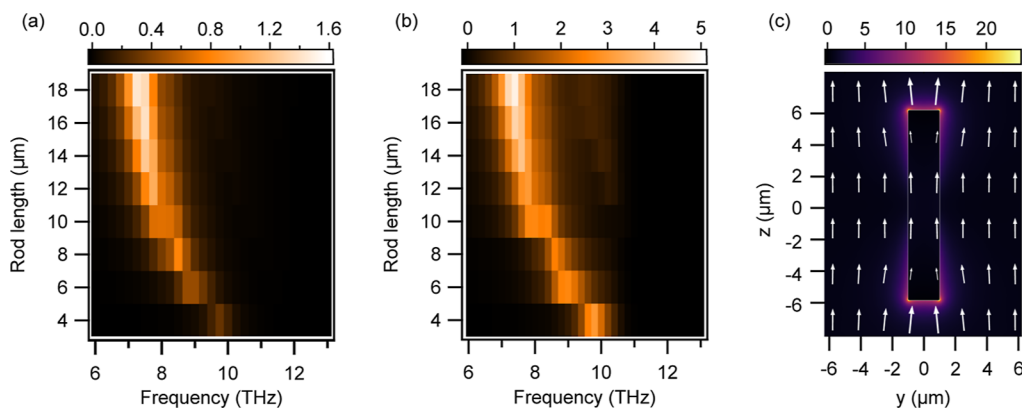 (a)
0.0 0.4 0.8 1.2 1.6
Rod length (μm)
18
16
14
12
10
8
6
4
6 8 10 12
Frequency (THz)
(b)
0 1 2 3 4 5
Rod length (μm)
18
16
14
12
10
8
6
4
6 8 10 12
Frequency (THz)
(c)
0 5 10 15 20
z (μm)
6
4
2
0
-2
-4
-6
-6 -4 -2 0 2 4 6
y (μm)